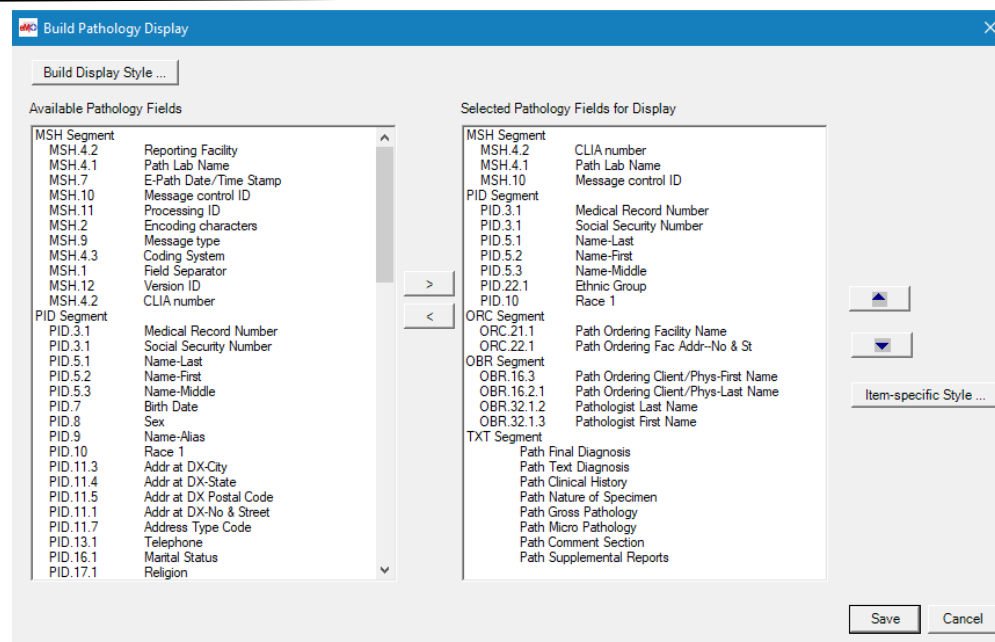 eMC Build Pathology Display
Build Display Style ...
Available Pathology Fields
MSH Segment
MSH.4.2 Reporting Facility
MSH.4.1 Path Lab Name
MSH.7 E-Path Date/Time Stamp
MSH.10 Message control ID
MSH.11 Processing ID
MSH.2 Encoding characters
MSH.9 Message type
MSH.4.3 Coding System
MSH.1 Field Separator
MSH.12 Version ID
MSH.4.2 CLIA number
PID Segment
PID.3.1 Medical Record Number
PID.3.1 Social Security Number
PID.5.1 Name-Last
PID.5.2 Name-First
PID.5.3 Name-Middle
PID.7 Birth Date
PID.8 Sex
PID.9 Name-Alias
PID.10 Race 1
PID.11.3 Addr at DX-City
PID.11.4 Addr at DX-State
PID.11.5 Addr at DX Postal Code
PID.11.1 Addr at DX-No & Street
PID.11.7 Address Type Code
PID.13.1 Telephone
PID.16.1 Marital Status
PID.17.1 Religion
>
<
Selected Pathology Fields for Display
MSH Segment
MSH.4.2 CLIA number
MSH.4.1 Path Lab Name
MSH.10 Message control ID
PID Segment
PID.3.1 Medical Record Number
PID.3.1 Social Security Number
PID.5.1 Name-Last
PID.5.2 Name-First
PID.5.3 Name-Middle
PID.22.1 Ethnic Group
PID.10 Race 1
ORC Segment
ORC.21.1 Path Ordering Facility Name
ORC.22.1 Path Ordering Fac Addr--No & St
OBR Segment
OBR.16.3 Path Ordering Client/Phys-First Name
OBR.16.2.1 Path Ordering Client/Phys-Last Name
OBR.32.1.2 Pathologist Last Name
OBR.32.1.3 Pathologist First Name
TXT Segment
Path Final Diagnosis
Path Text Diagnosis
Path Clinical History
Path Nature of Specimen
Path Gross Pathology
Path Micro Pathology
Path Comment Section
Path Supplemental Reports
Item-specific Style ...
Save Cancel